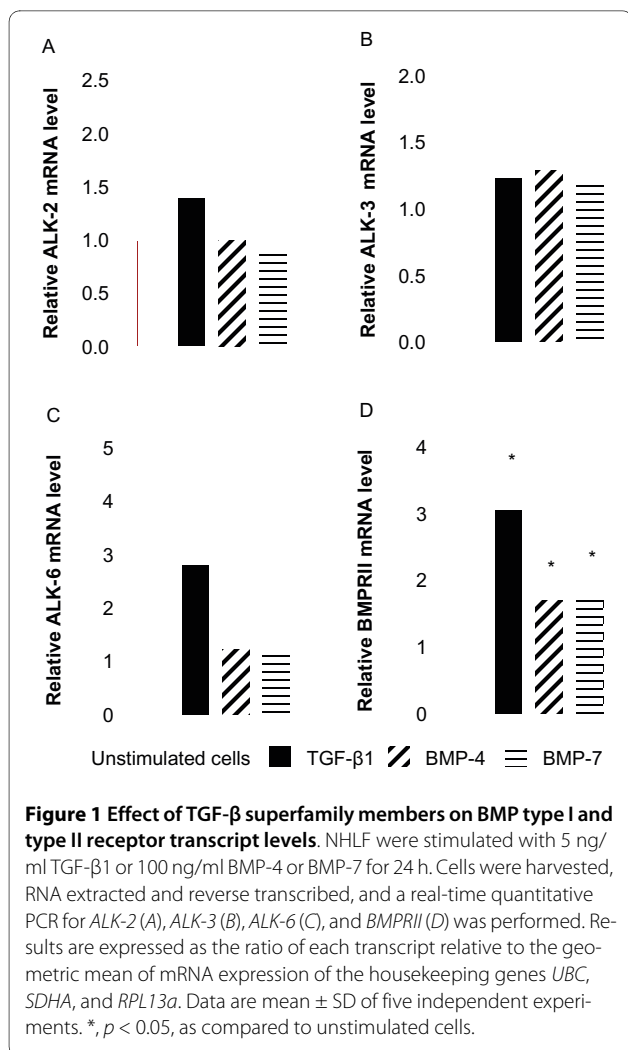 A
Relative ALK-2 mRNA level
2.5
2.0
1.5
1.0
0.5
0.0
B
Relative ALK-3 mRNA level
2.0
1.5
1.0
0.5
0.0
C
Relative ALK-6 mRNA level
5
4
3
2
1
0
D
Relative BMPRII mRNA level
4
3
2
1
0
*
*
*
Unstimulated cells TGF-β1 BMP-4 BMP-7
Figure 1 Effect of TGF-β superfamily members on BMP type I and
type II receptor transcript levels. NHLF were stimulated with 5 ng/
ml TGF-β1 or 100 ng/ml BMP-4 or BMP-7 for 24 h. Cells were harvested,
RNA extracted and reverse transcribed, and a real-time quantitative
PCR for ALK-2 (A), ALK-3 (B), ALK-6 (C), and BMPRII (D) was performed. Re-
sults are expressed as the ratio of each transcript relative to the geo-
metric mean of mRNA expression of the housekeeping genes UBC,
SDHA, and RPL13a. Data are mean ± SD of five independent experi-
ments. *, p < 0.05, as compared to unstimulated cells.